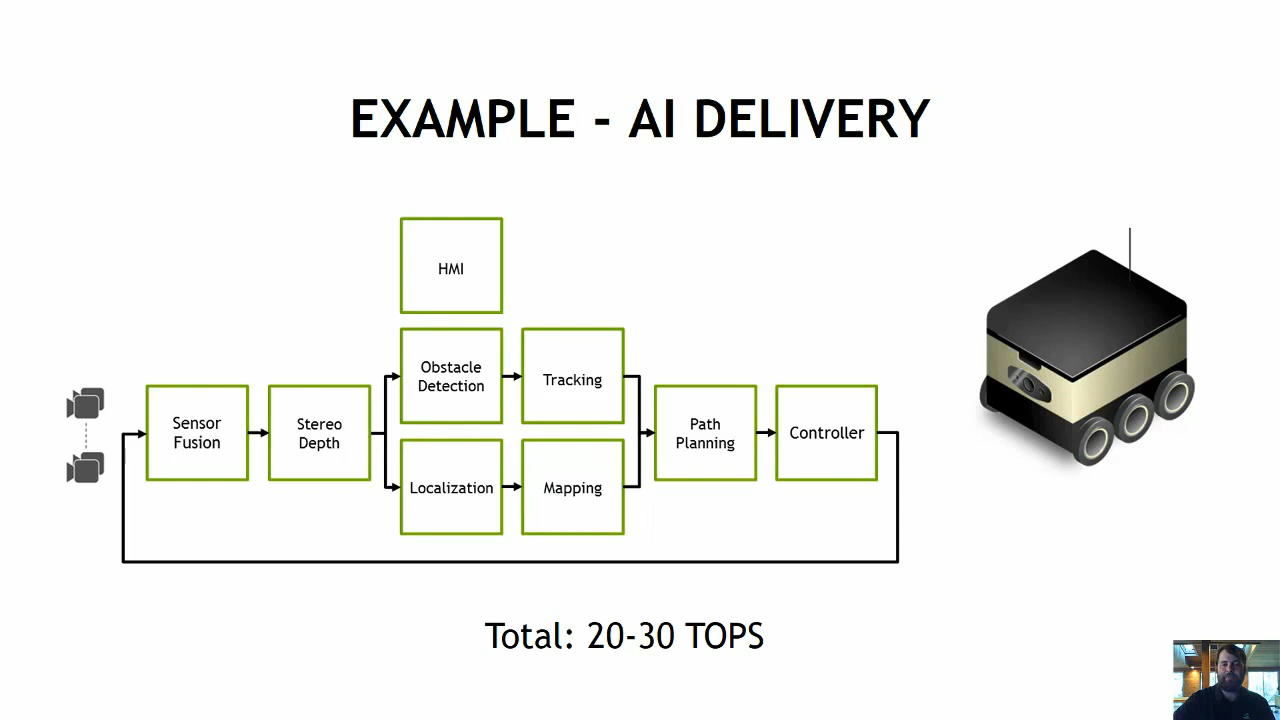 EXAMPLE - AI DELIVERY
HMI
Obstacle
Detection
Tracking
Sensor
Fusion
Stereo
Depth
Path
Planning
Controller
Localization
Mapping
Total: 20-30 TOPS